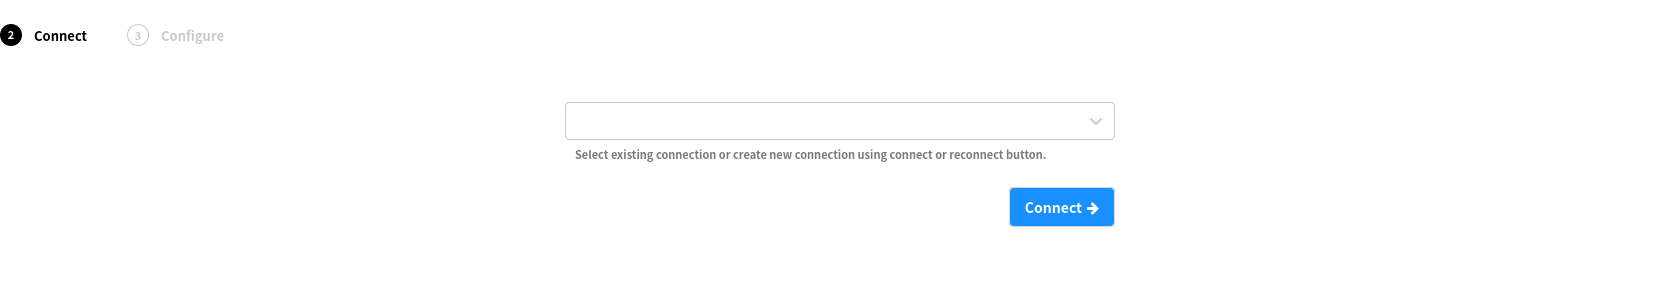 2 Connect 3 Configure
Select existing connection or create new connection using connect or reconnect button.
Connect →